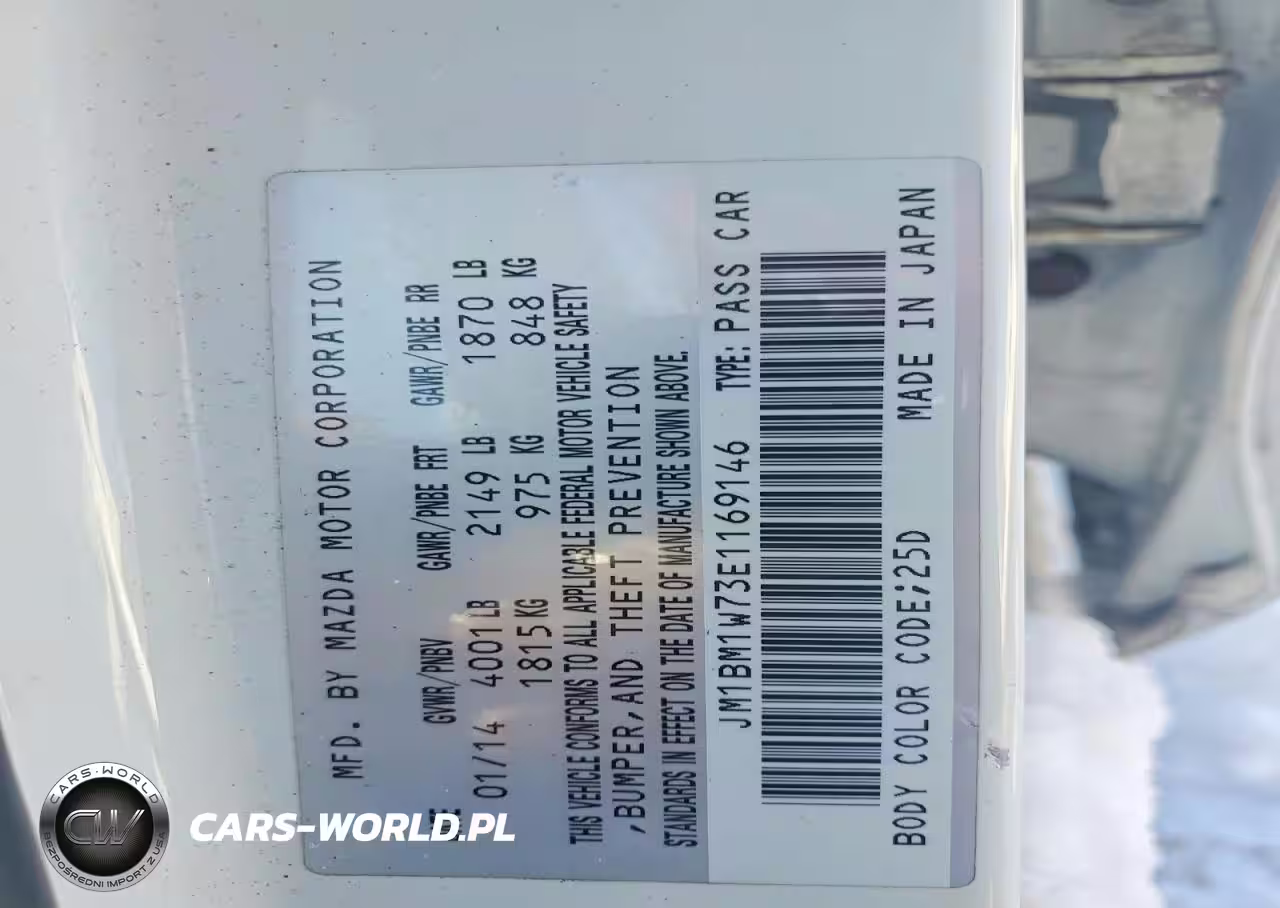 MFD. BY MAZDA MOTOR CORPORATION
GVWR/PNBV GAWR/PNBE FRT GAWR/PNBE RR
01/14 4001 LB 2149 LB 1870 LB
1815 KG 975 KG 848 KG
THIS VEHICLE CONFORMS TO ALL APPLICABLE FEDERAL MOTOR VEHICLE SAFETY
,BUMPER,AND THEFT PREVENTION
STANDARDS IN EFFECT ON THE DATE OF MANUFACTURE SHOWN ABOVE.
JM1BM1W73E1169146 TYPE: PASS CAR
BODY COLOR CODE;25D MADE IN JAPAN
CARS-WORLD
CW
BEZPOŚREDNI IMPORT Z USA
CARS-WORLD.PL